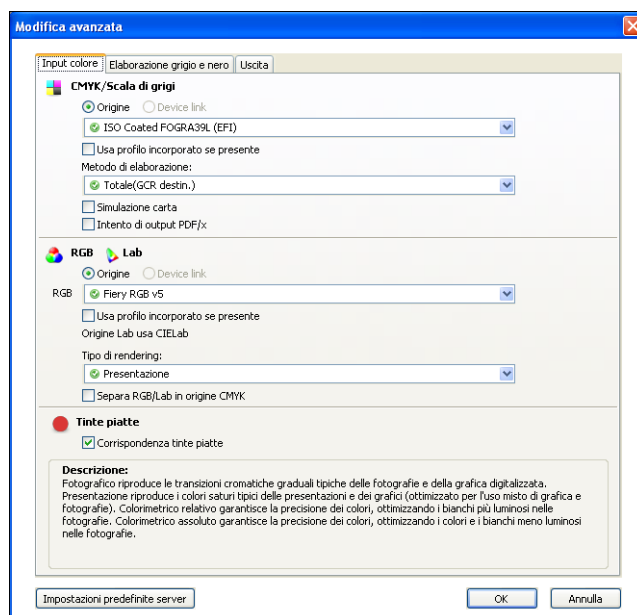 Modifica avanzata
Input colore Elaborazione grigio e nero Uscita
CMYK/Scala di grigi
Origine Device link
ISO Coated FOGRA39L (EFI)
Usa profilo incorporato se presente
Metodo di elaborazione:
Totale(GCR destin.)
Simulazione carta
Intento di output PDF/x
RGB Lab
Origine Device link
RGB Fiery RGB v5
Usa profilo incorporato se presente
Origine Lab usa CIELab
Tipo di rendering:
Presentazione
Separa RGB/Lab in origine CMYK
Tinte piatte
Corrispondenza tinte piatte
Descrizione:
Fotografico riproduce le transizioni cromatiche graduali tipiche delle fotografie e della grafica digitalizzata.
Presentazione riproduce i colori saturi tipici delle presentazioni e dei grafici (ottimizzato per l'uso misto di grafica e
fotografie). Colorimetrico relativo garantisce la precisione dei colori, ottimizzando i bianchi più luminosi nelle
fotografie. Colorimetrico assoluto garantisce la precisione dei colori, ottimizzando i colori e i bianchi meno luminosi
nelle fotografie.
Impostazioni predefinite server OK Annulla